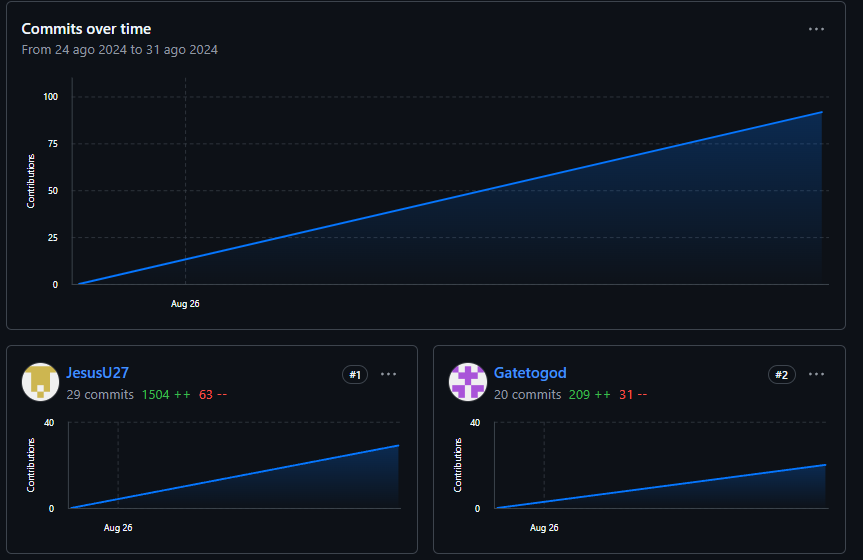 Commits over time
From 24 ago 2024 to 31 ago 2024
100
75
50
25
0
Contributions
Aug 26
JesusU27
#1
29 commits 1504 ++ 63 --
40
0
Contributions
Aug 26
Gatetogod
#2
20 commits 209 ++ 31 --
40
0
Contributions
Aug 26